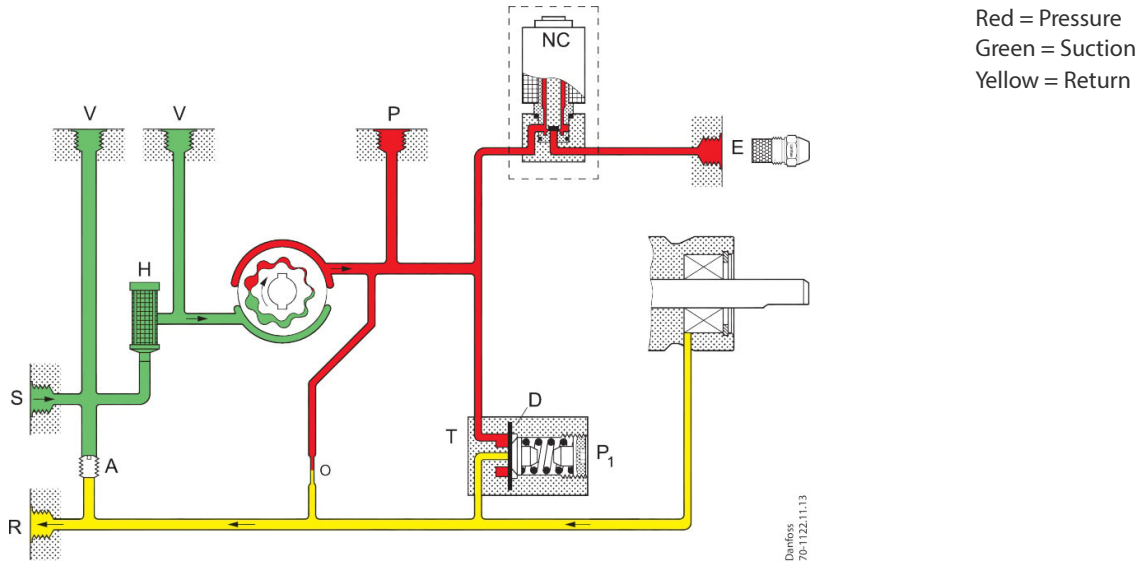 Red = Pressure
Green = Suction
Yellow = Return
NC
V
V
P
E
H
S
D
T
P1
A
O
R
Danfoss
70-1122.11.13